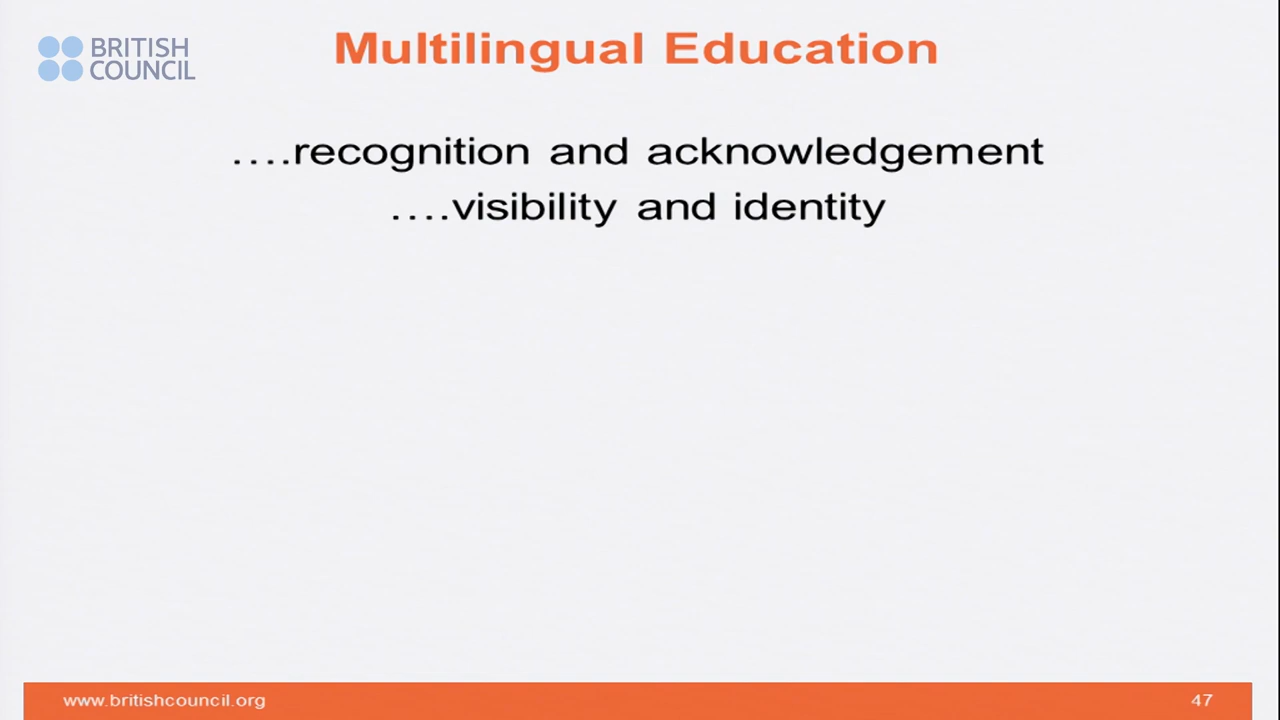 BRITISH
COUNCIL
Multilingual Education
....recognition and acknowledgement
....visibility and identity
www.britishcouncil.org
47